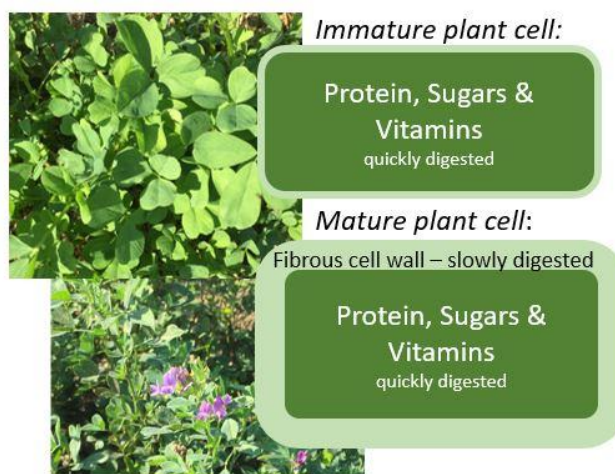 Immature plant cell:
Protein, Sugars &
Vitamins
quickly digested
Mature plant cell:
Fibrous cell wall – slowly digested
Protein, Sugars &
Vitamins
quickly digested